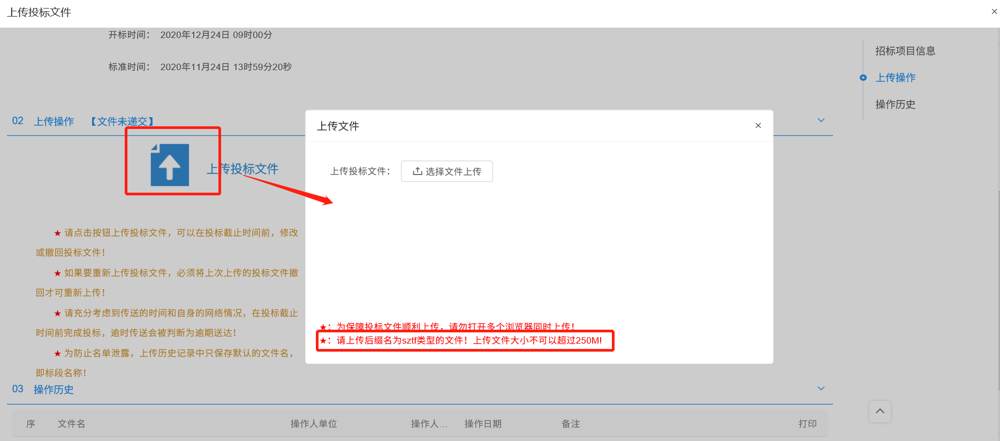 上传投标文件
开标时间： 2020年12月24日 09时00分
标准时间： 2020年11月24日 13时59分20秒
招标项目信息
上传操作
操作历史
02 上传操作 【文件未递交】
上传投标文件
★ 请点击按钮上传投标文件，可以在投标截止时间前，修改
或撤回投标文件！
★ 如果要重新上传投标文件，必须将上次上传的投标文件撤
回才可重新上传！
★ 请充分考虑到传送的时间和自身的网络情况，在投标截止
时间前完成投标，逾时传送会被判断为逾期送达！
★ 为防止名单泄露，上传历史记录中只保存默认的文件名，
即标段名称！
上传文件
上传投标文件： 选择文件上传
★：为保障投标文件顺利上传，请勿打开多个浏览器同时上传！
★：请上传后缀名为sztf类型的文件！上传文件大小不可以超过250M!
03 操作历史
序 文件名 操作人单位 操作人... 操作日期 备注 打印